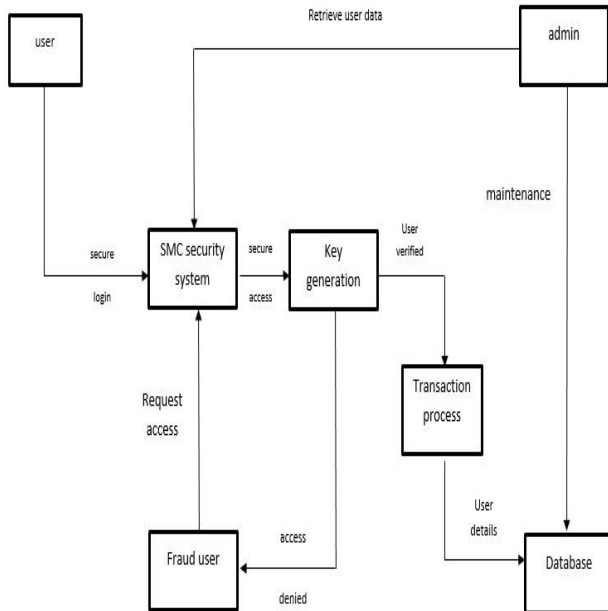 Retrieve user data
user
admin
maintenance
SMC security
system
secure
login
secure
access
Key
generation
User
verified
Transaction
process
Request
access
User
details
Fraud user
access
denied
Database